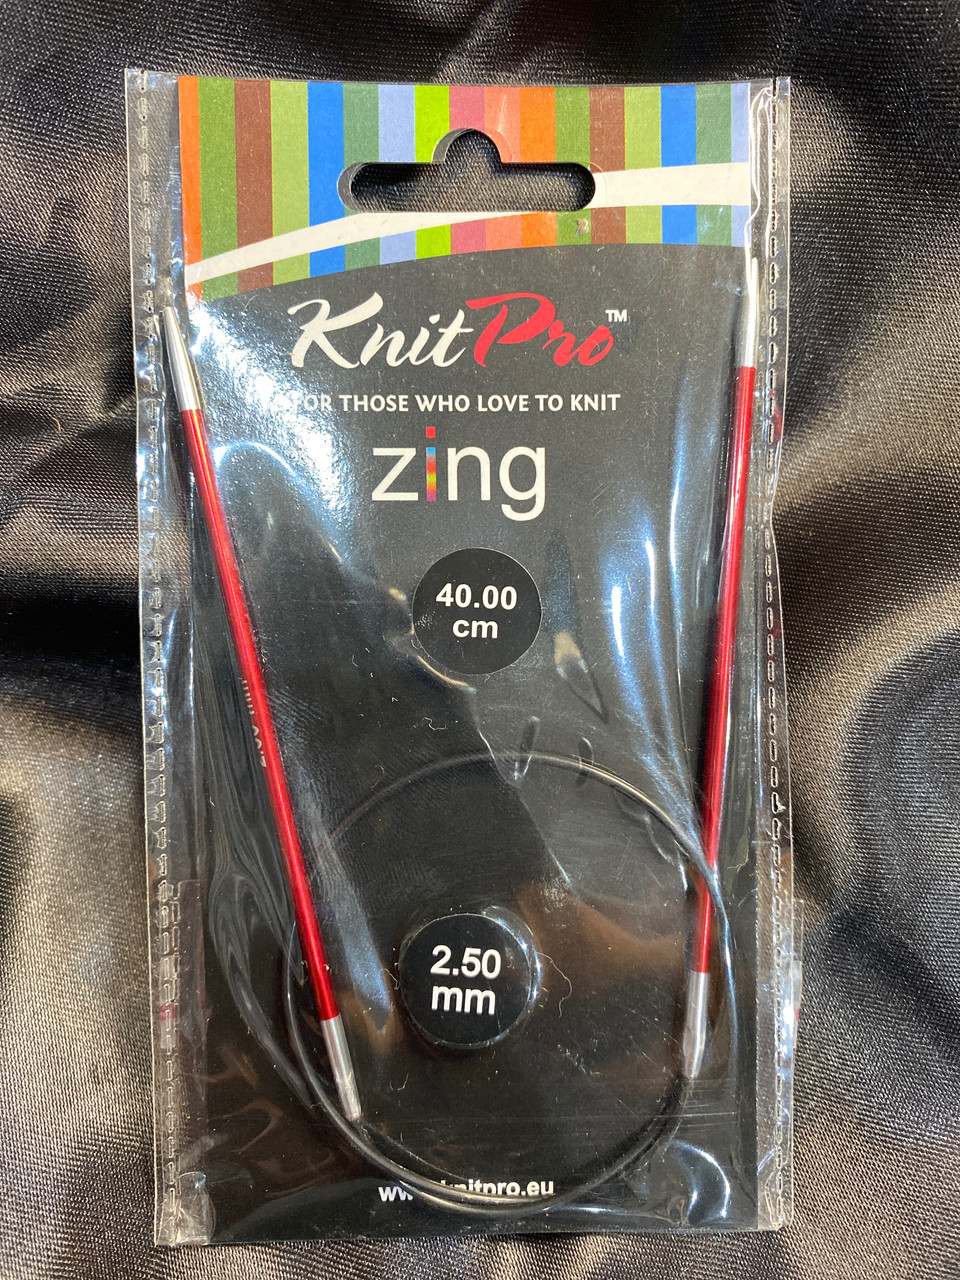 KnitPro™
FOR THOSE WHO LOVE TO KNIT
zing
40.00
cm
2.50
mm